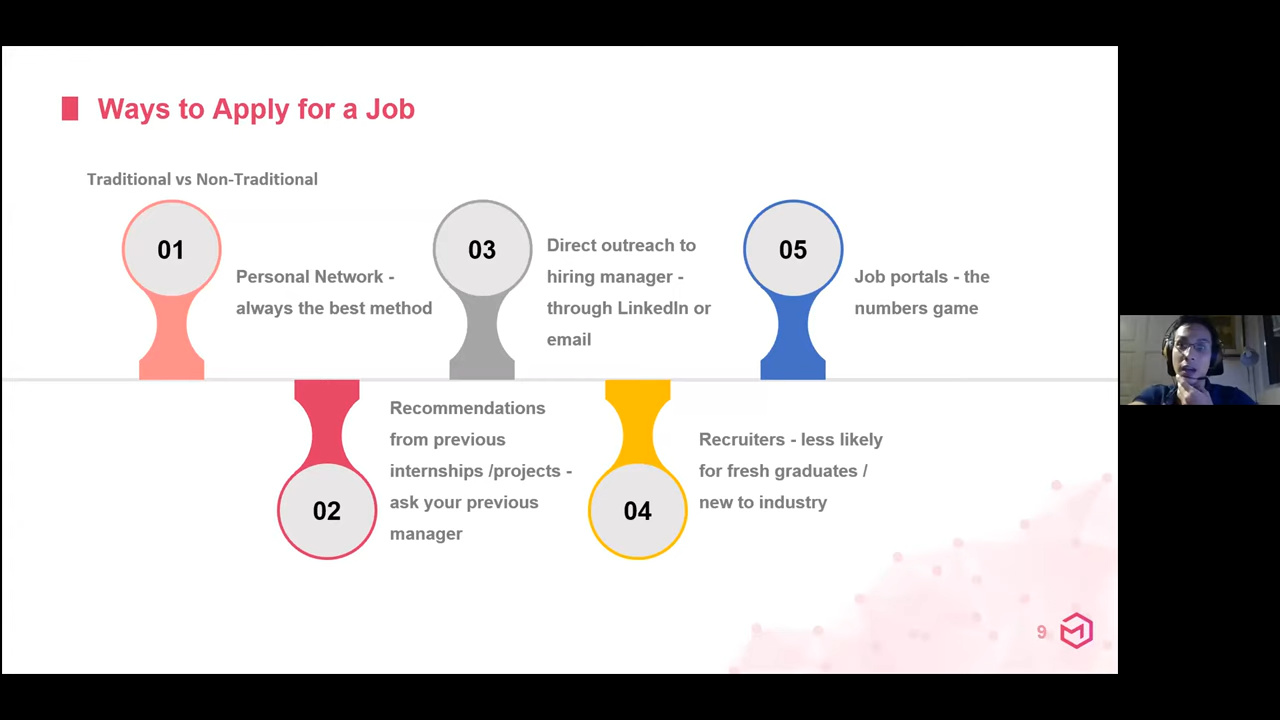 Ways to Apply for a Job
Traditional vs Non-Traditional
01
Personal Network -
always the best method
02
Recommendations
from previous
internships /projects -
ask your previous
manager
03
Direct outreach to
hiring manager -
through LinkedIn or
email
04
Recruiters - less likely
for fresh graduates /
new to industry
05
Job portals - the
numbers game
9